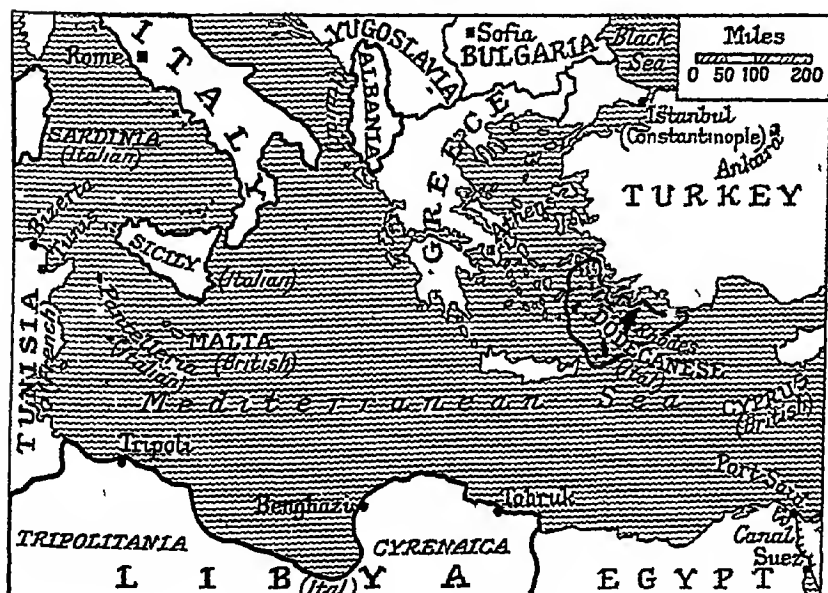 Miles
0 50 100 200
Black
Sea
Sofia
BULGARIA
YUGOSLAVIA
ALBANIA
ITALY
Rome
SARDINIA
(Italian)
Istanbul
(Constantinople)
Ankara
TURKEY
GREECE
Athens
Bizerta
Tunis
SICILY
(Italian)
Pantelleria
(Italian)
MALTA
(British)
TUNISIA
(French)
Rhodes
DODECANESE
(Ital)
CYPRUS
(British)
Mediterranean Sea
Tripoli
Benghazi
Tobruk
Port Said
Canal
Suez
TRIPOLITANIA
CYRENAICA
LIBYA
(Ital)
EGYPT